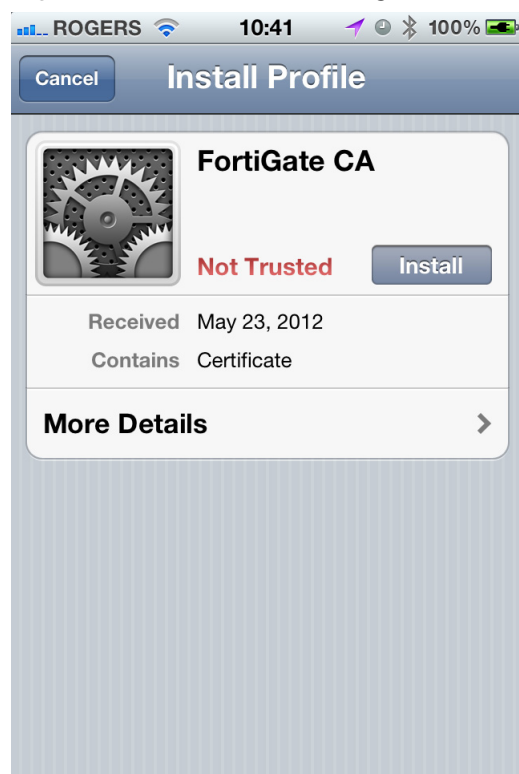 ROGERS 10:41 100%
Cancel Install Profile
FortiGate CA
Not Trusted Install
Received May 23, 2012
Contains Certificate
More Details